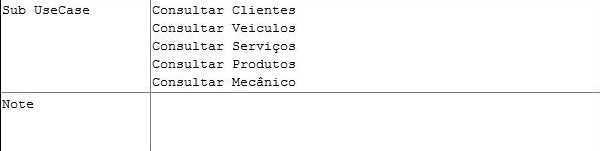 Sub UseCase
Consultar Clientes
Consultar Veiculos
Consultar Serviços
Consultar Produtos
Consultar Mecânico
Note